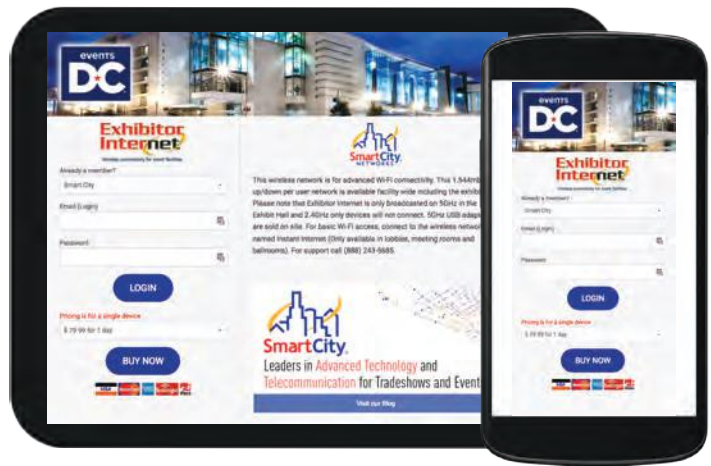 events
DC
Exhibitor
Internet
Already a member?
Smart City
Email (Login)
Password
LOGIN
Pricing is for a single device
$ 79.99 for 1 day
BUY NOW
VISA
SmartCity
NETWORKS
This wireless network is for advanced Wi-Fi connectivity. This 1.544mb
up/down per user network is available facility wide including the exhib
Please note that Exhibitor Internet is only broadcasted on 5GHz in the
Exhibit Hall and 2.4GHz only devices will not connect. 5GHz USB adap
are sold on site. For basic Wi-Fi access, connect to the wireless netwo
named Instant Internet (Only available in lobbies, meeting rooms and
ballrooms). For support call (888) 243-9685.
SmartCity.
Leaders in Advanced Technology and
Telecommunication for Tradeshows and Event
Visit our Blog
events
DC
Exhibitor
Internet
Already a member?
Smart City
Email (Login)
Password
LOGIN
Pricing is for a single device
$ 79.99 for 1 day
BUY NOW
VISA